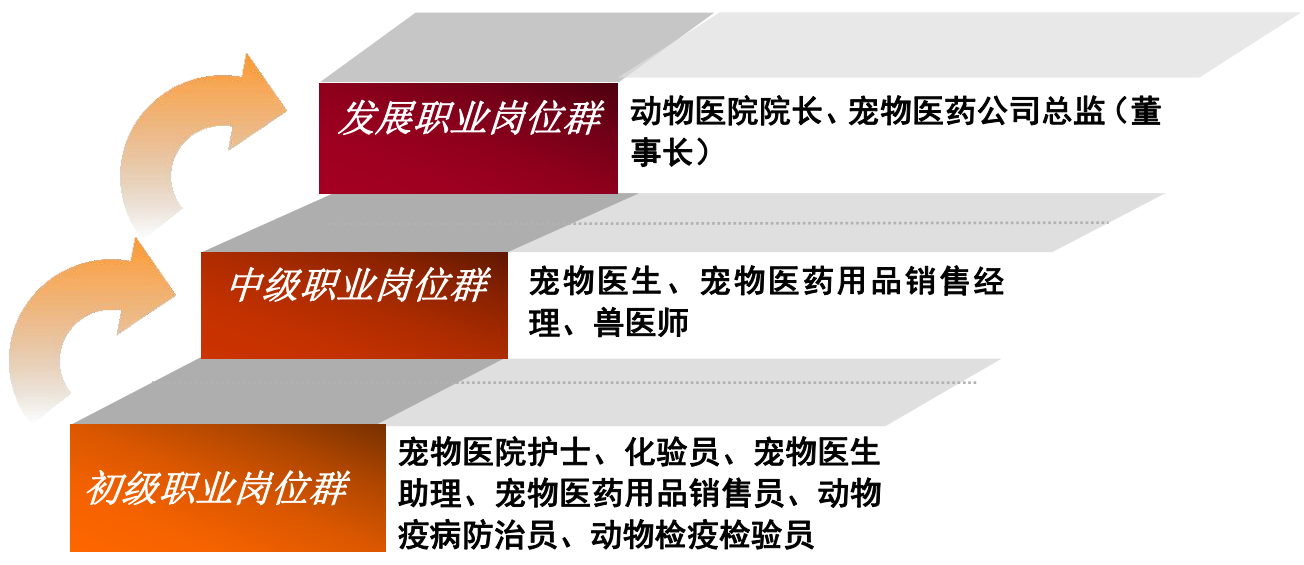 发展职业岗位群
动物医院院长、宠物医药公司总监（董
事长）
中级职业岗位群
宠物医生、宠物医药用品销售经
理、兽医师
初级职业岗位群
宠物医院护士、化验员、宠物医生
助理、宠物医药用品销售员、动物
疫病防治员、动物检疫检验员